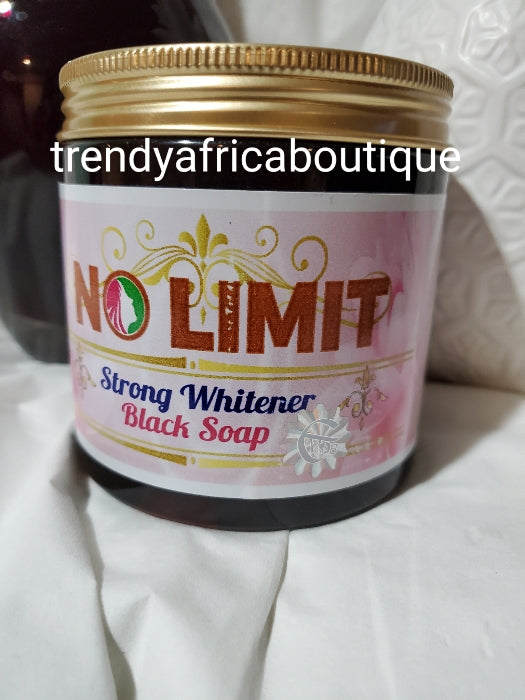 trendyafricaboutique
NO LIMIT
Strong Whitener
Black Soap